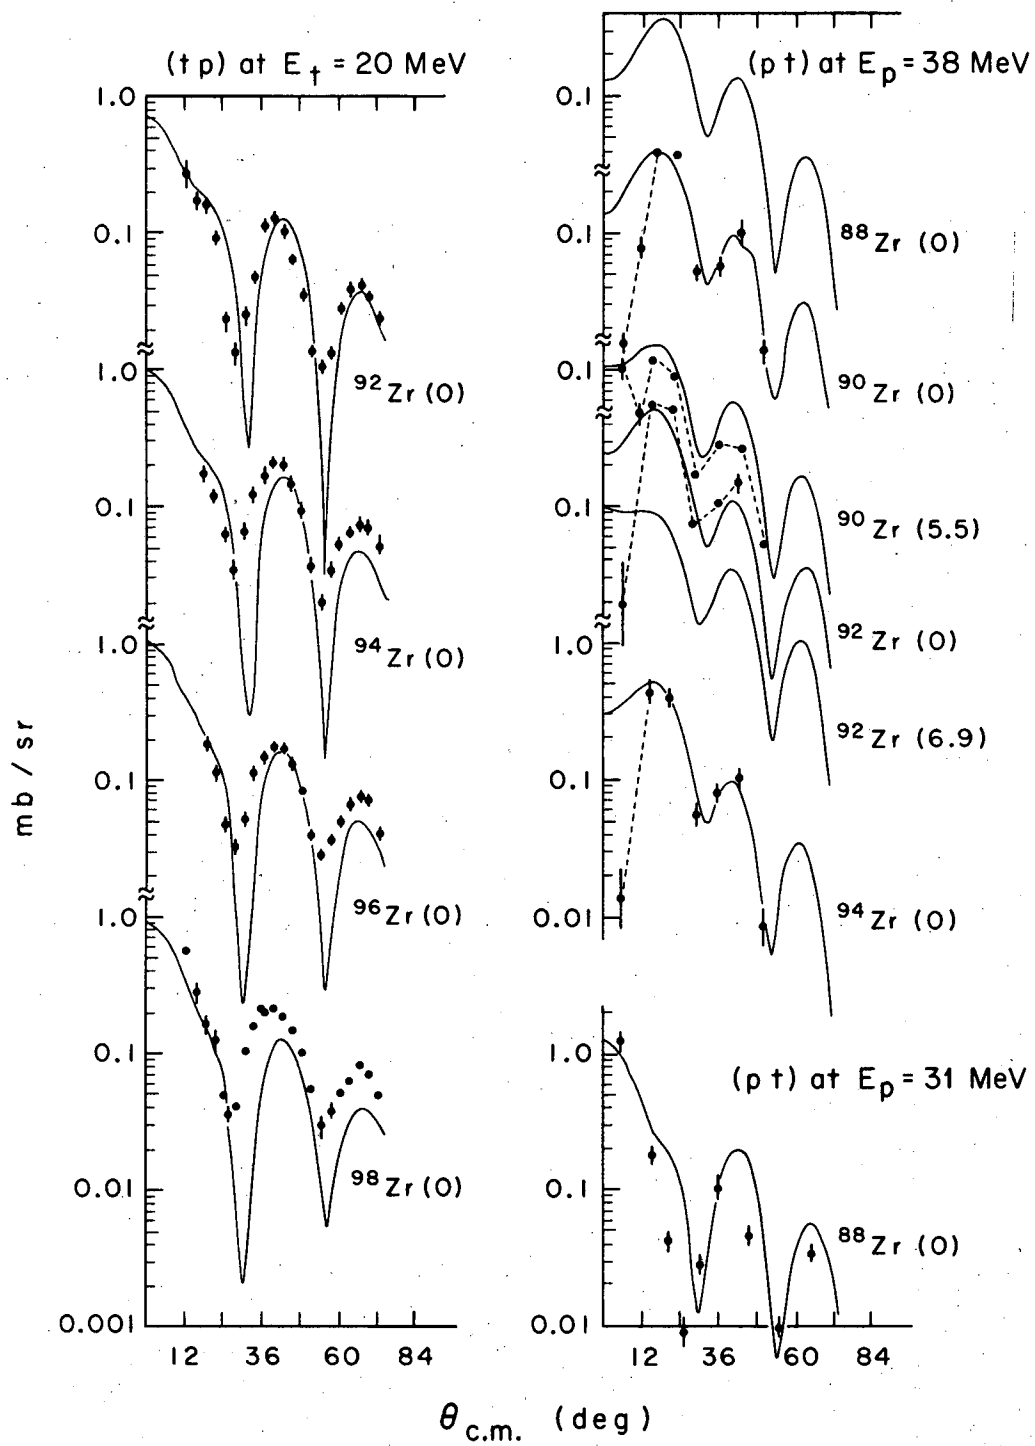 (tp) at E_t = 20 MeV
1.0
0.1
92Zr (0)
1.0
0.1
94Zr (0)
1.0
0.1
96Zr (0)
1.0
0.1
98Zr (0)
0.01
0.001
12 36 60 84
mb/sr
(pt) at E_p = 38 MeV
0.1
88Zr (0)
0.1
90Zr (0)
0.1
90Zr (5.5)
0.1
92Zr (0)
1.0
92Zr (6.9)
0.1
94Zr (0)
0.01
(pt) at E_p = 31 MeV
1.0
0.1
88Zr (0)
0.01
12 36 60 84
θc.m. (deg)